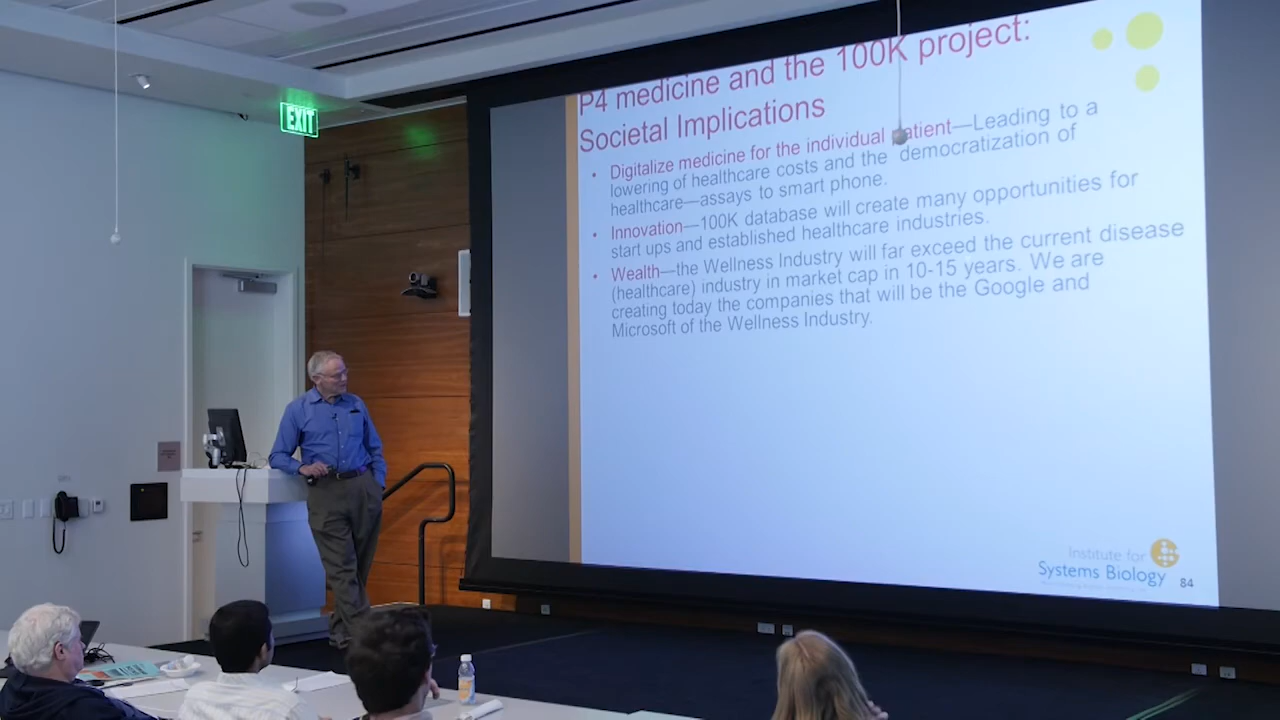 EXIT
P4 medicine and the 100K project:
Societal Implications
• Digitalize medicine for the individual atient—Leading to a
lowering of healthcare costs and the democratization of
healthcare—assays to smart phone.
• Innovation—100K database will create many opportunities for
start ups and established healthcare industries.
• Wealth—the Wellness Industry will far exceed the current disease
(healthcare) industry in market cap in 10-15 years. We are
creating today the companies that will be the Google and
Microsoft of the Wellness Industry.
Institute for
Systems Biology
84